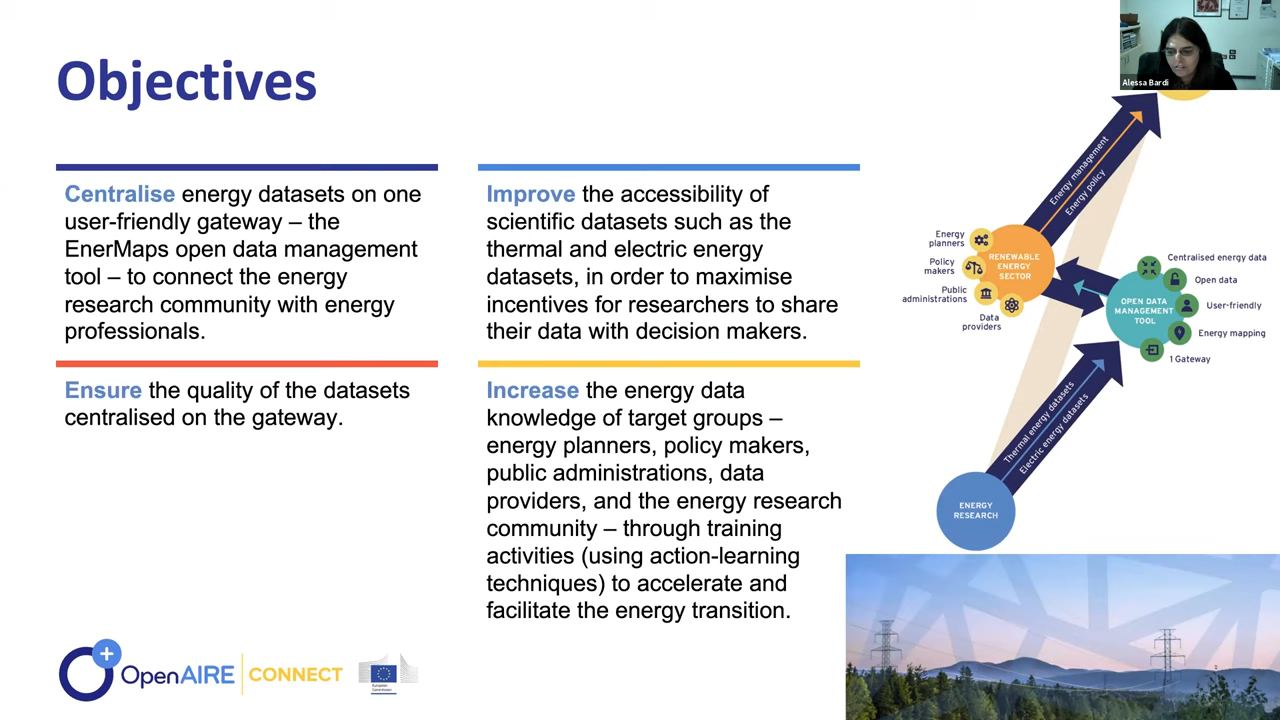 Objectives
Centralise energy datasets on one
user-friendly gateway – the
EnerMaps open data management
tool – to connect the energy
research community with energy
professionals.
Improve the accessibility of
scientific datasets such as the
thermal and electric energy
datasets, in order to maximise
incentives for researchers to share
their data with decision makers.
Ensure the quality of the datasets
centralised on the gateway.
Increase the energy data
knowledge of target groups –
energy planners, policy makers,
public administrations, data
providers, and the energy research
community – through training
activities (using action-learning
techniques) to accelerate and
facilitate the energy transition.
Alessa Bardi
Energy management
Energy policy
Energy
planners
Policy
makers
Public
administrations
Data
providers
RENEWABLE
ENERGY
SECTOR
Centralised energy data
Open data
User-friendly
Energy mapping
1 Gateway
OPEN DATA
MANAGEMENT
TOOL
Thermal energy datasets
Electric energy datasets
ENERGY
RESEARCH
OpenAIRE CONNECT
European
Commission